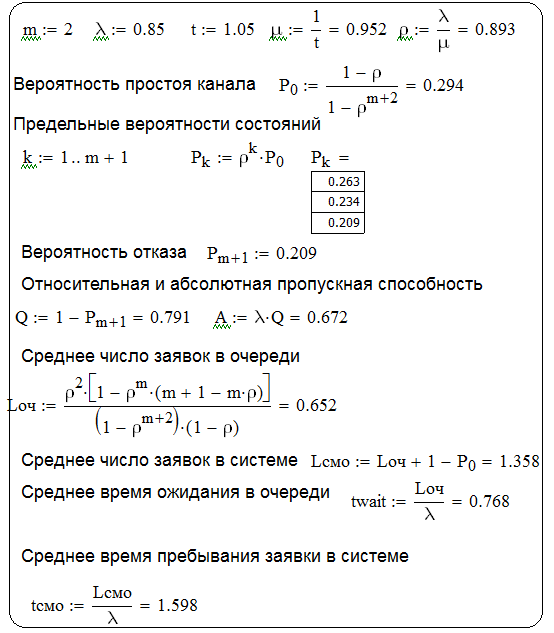 m := 2 λ := 0.85 t := 1.05 μ := 1/t = 0.952 ρ := λ/μ = 0.893
Вероятность простоя канала P₀ := (1 − ρ)/(1 − ρ^(m+2)) = 0.294
Предельные вероятности состояний
k := 1 .. m + 1 Pₖ := ρ^k·P₀ Pₖ =
0.263
0.234
0.209
Вероятность отказа Pₘ₊₁ := 0.209
Относительная и абсолютная пропускная способность
Q := 1 − Pₘ₊₁ = 0.791 A := λ·Q = 0.672
Среднее число заявок в очереди
Lоч := (ρ^2·[1 − ρ^m·(m + 1 − m·ρ)])/((1 − ρ^(m+2))·(1 − ρ)) = 0.652
Среднее число заявок в системе Lсмо := Lоч + 1 − P₀ = 1.358
Среднее время ожидания в очереди twait := Lоч/λ = 0.768
Среднее время пребывания заявки в системе
tсмо := Lсмо/λ = 1.598